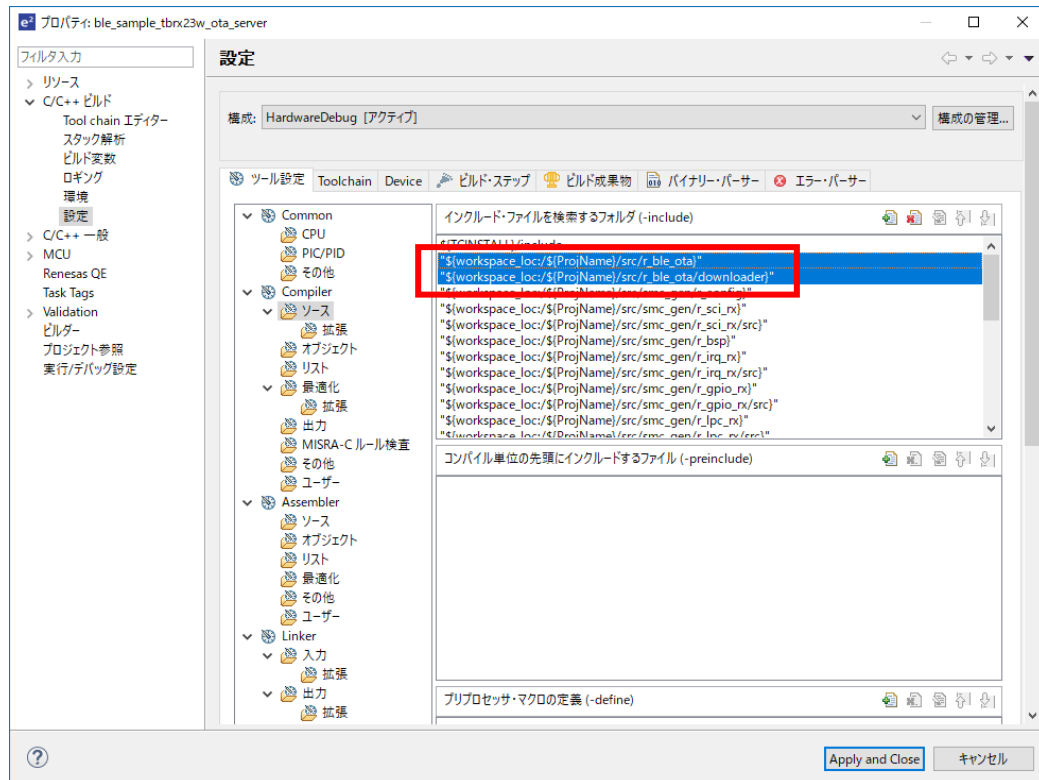 e² プロパティ: ble_sample_tbrx23w_ota_server
フィルタ入力
リソース
C/C++ ビルド
Tool chain エディター
スタック解析
ビルド変数
ロギング
環境
設定
C/C++ 一般
MCU
Renesas QE
Task Tags
Validation
ビルダー
プロジェクト参照
実行/デバッグ設定
設定
構成: HardwareDebug [アクティブ]
構成の管理...
ツール設定 Toolchain Device ビルド・ステップ ビルド成果物 バイナリー・パーサー エラー・パーサー
Common
CPU
PIC/PID
その他
Compiler
ソース
拡張
オブジェクト
リスト
最適化
拡張
出力
MISRA-C ルール検査
その他
ユーザー
Assembler
ソース
オブジェクト
リスト
最適化
その他
ユーザー
Linker
入力
拡張
出力
拡張
インクルード・ファイルを検索するフォルダ (-include)
${TCINSTALL}/include
"${workspace_loc:/${ProjName}/src/r_ble_ota}"
"${workspace_loc:/${ProjName}/src/r_ble_ota/downloader}"
"${workspace_loc:/${ProjName}/src/smc_gen/r_config}"
"${workspace_loc:/${ProjName}/src/smc_gen/r_sci_rx}"
"${workspace_loc:/${ProjName}/src/smc_gen/r_sci_rx/src}"
"${workspace_loc:/${ProjName}/src/smc_gen/r_bsp}"
"${workspace_loc:/${ProjName}/src/smc_gen/r_irq_rx}"
"${workspace_loc:/${ProjName}/src/smc_gen/r_irq_rx/src}"
"${workspace_loc:/${ProjName}/src/smc_gen/r_gpio_rx}"
"${workspace_loc:/${ProjName}/src/smc_gen/r_gpio_rx/src}"
"${workspace_loc:/${ProjName}/src/smc_gen/r_lpc_rx}"
"${workspace_loc:/${ProjName}/src/smc_gen/r_lpc_rx/src}"
コンパイル単位の先頭にインクルードするファイル (-preinclude)
プリプロセッサ・マクロの定義 (-define)
Apply and Close
キャンセル